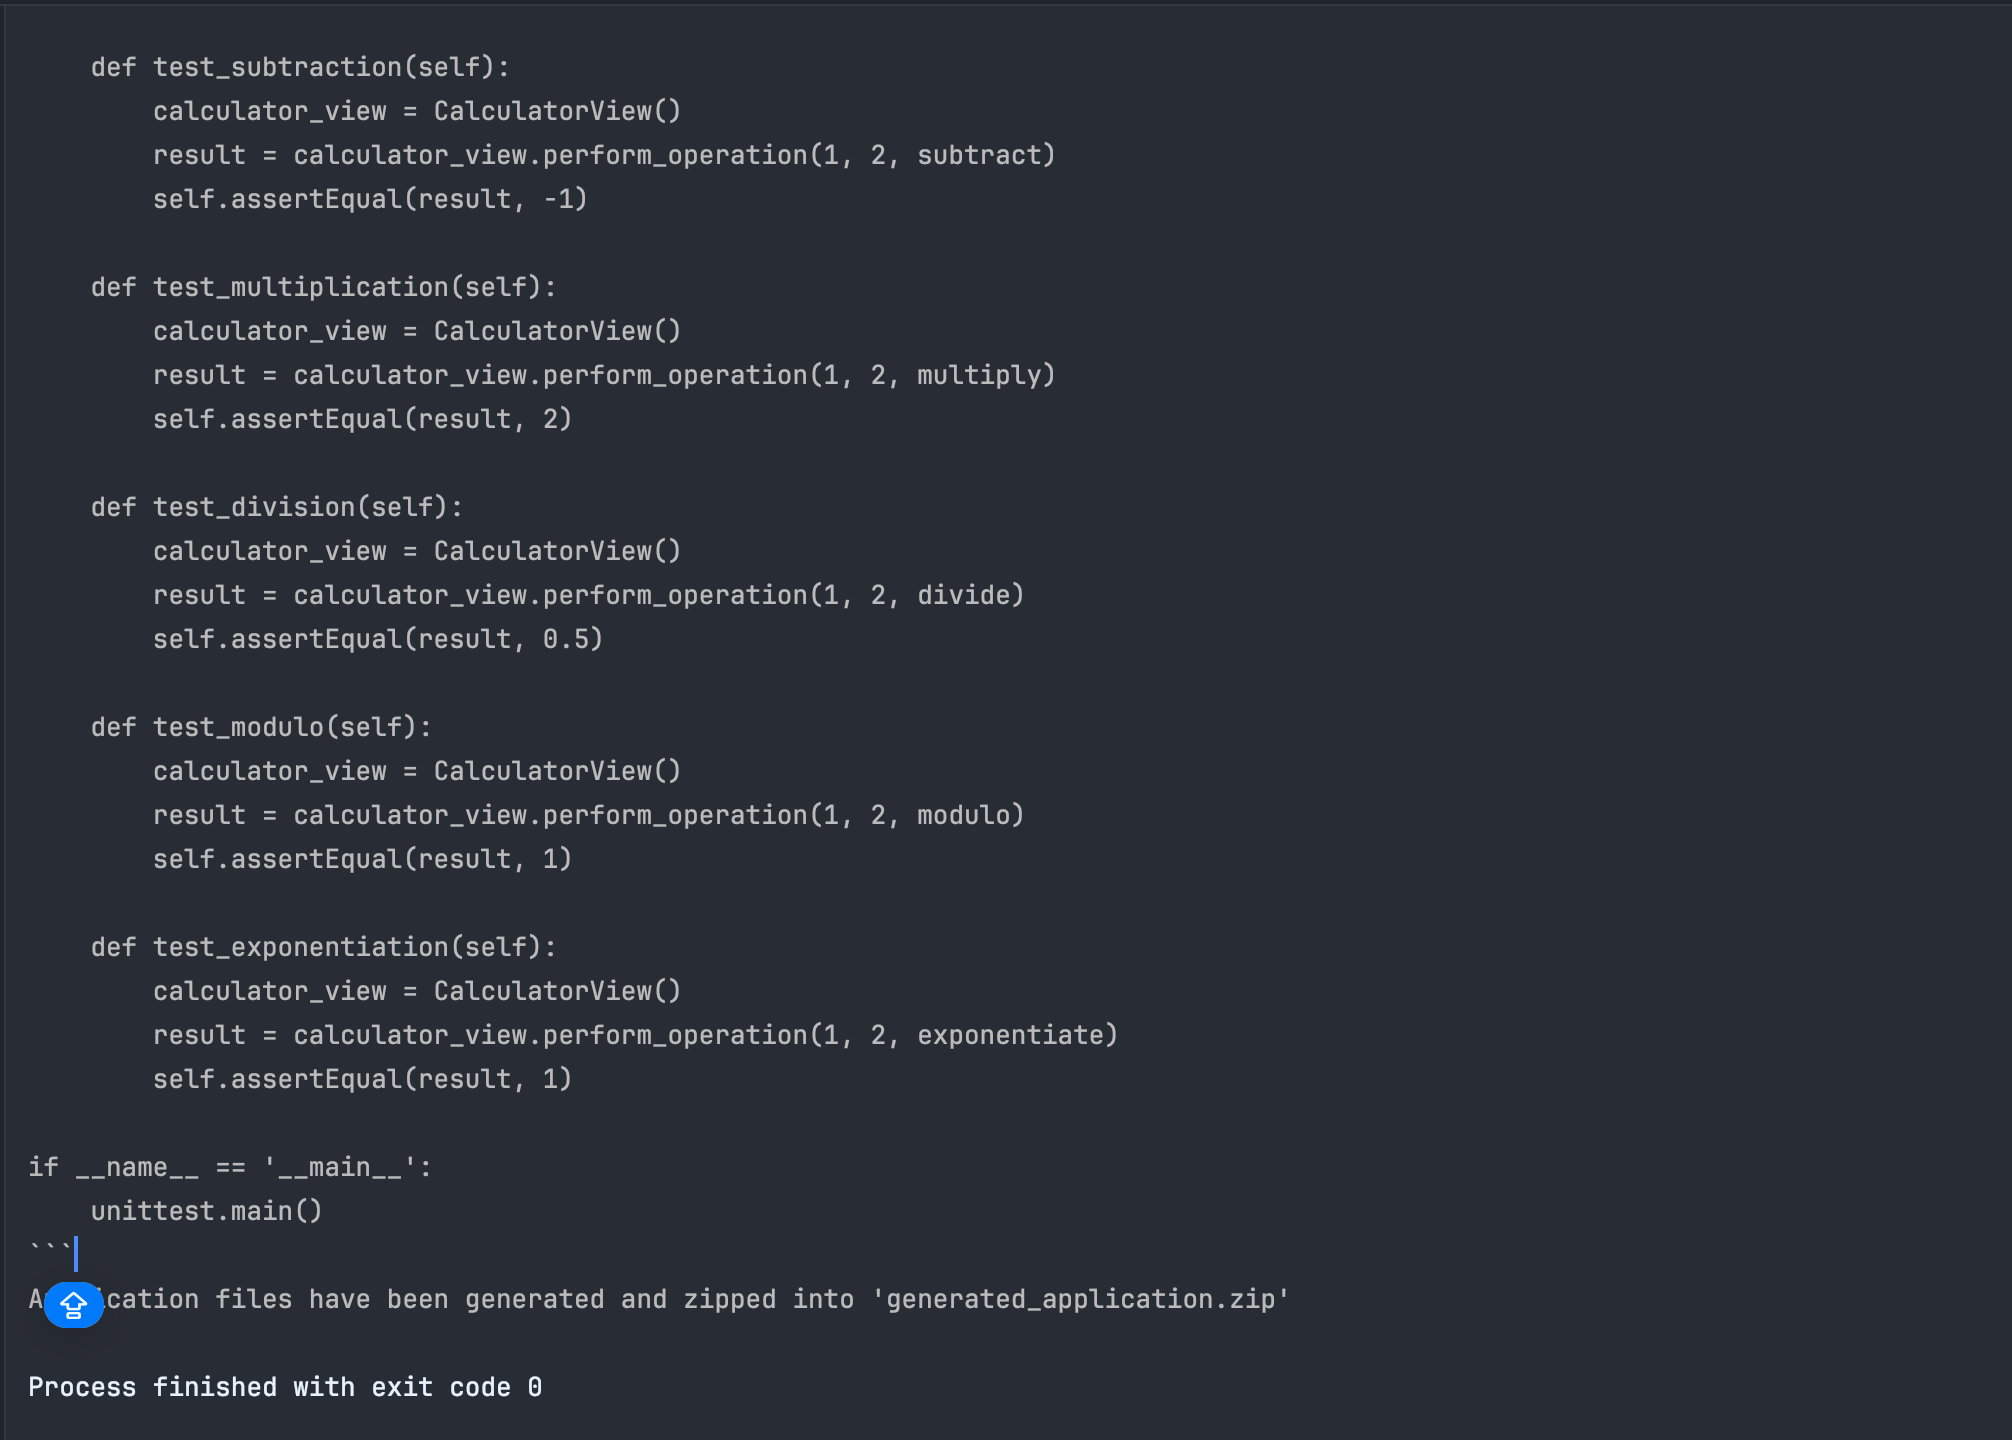 def test_subtraction(self):
calculator_view = CalculatorView()
result = calculator_view.perform_operation(1, 2, subtract)
self.assertEqual(result, -1)
def test_multiplication(self):
calculator_view = CalculatorView()
result = calculator_view.perform_operation(1, 2, multiply)
self.assertEqual(result, 2)
def test_division(self):
calculator_view = CalculatorView()
result = calculator_view.perform_operation(1, 2, divide)
self.assertEqual(result, 0.5)
def test_modulo(self):
calculator_view = CalculatorView()
result = calculator_view.perform_operation(1, 2, modulo)
self.assertEqual(result, 1)
def test_exponentiation(self):
calculator_view = CalculatorView()
result = calculator_view.perform_operation(1, 2, exponentiate)
self.assertEqual(result, 1)
if __name__ == '__main__':
unittest.main()
```
files have been generated and zipped into 'generated_application.zip'
Process finished with exit code 0